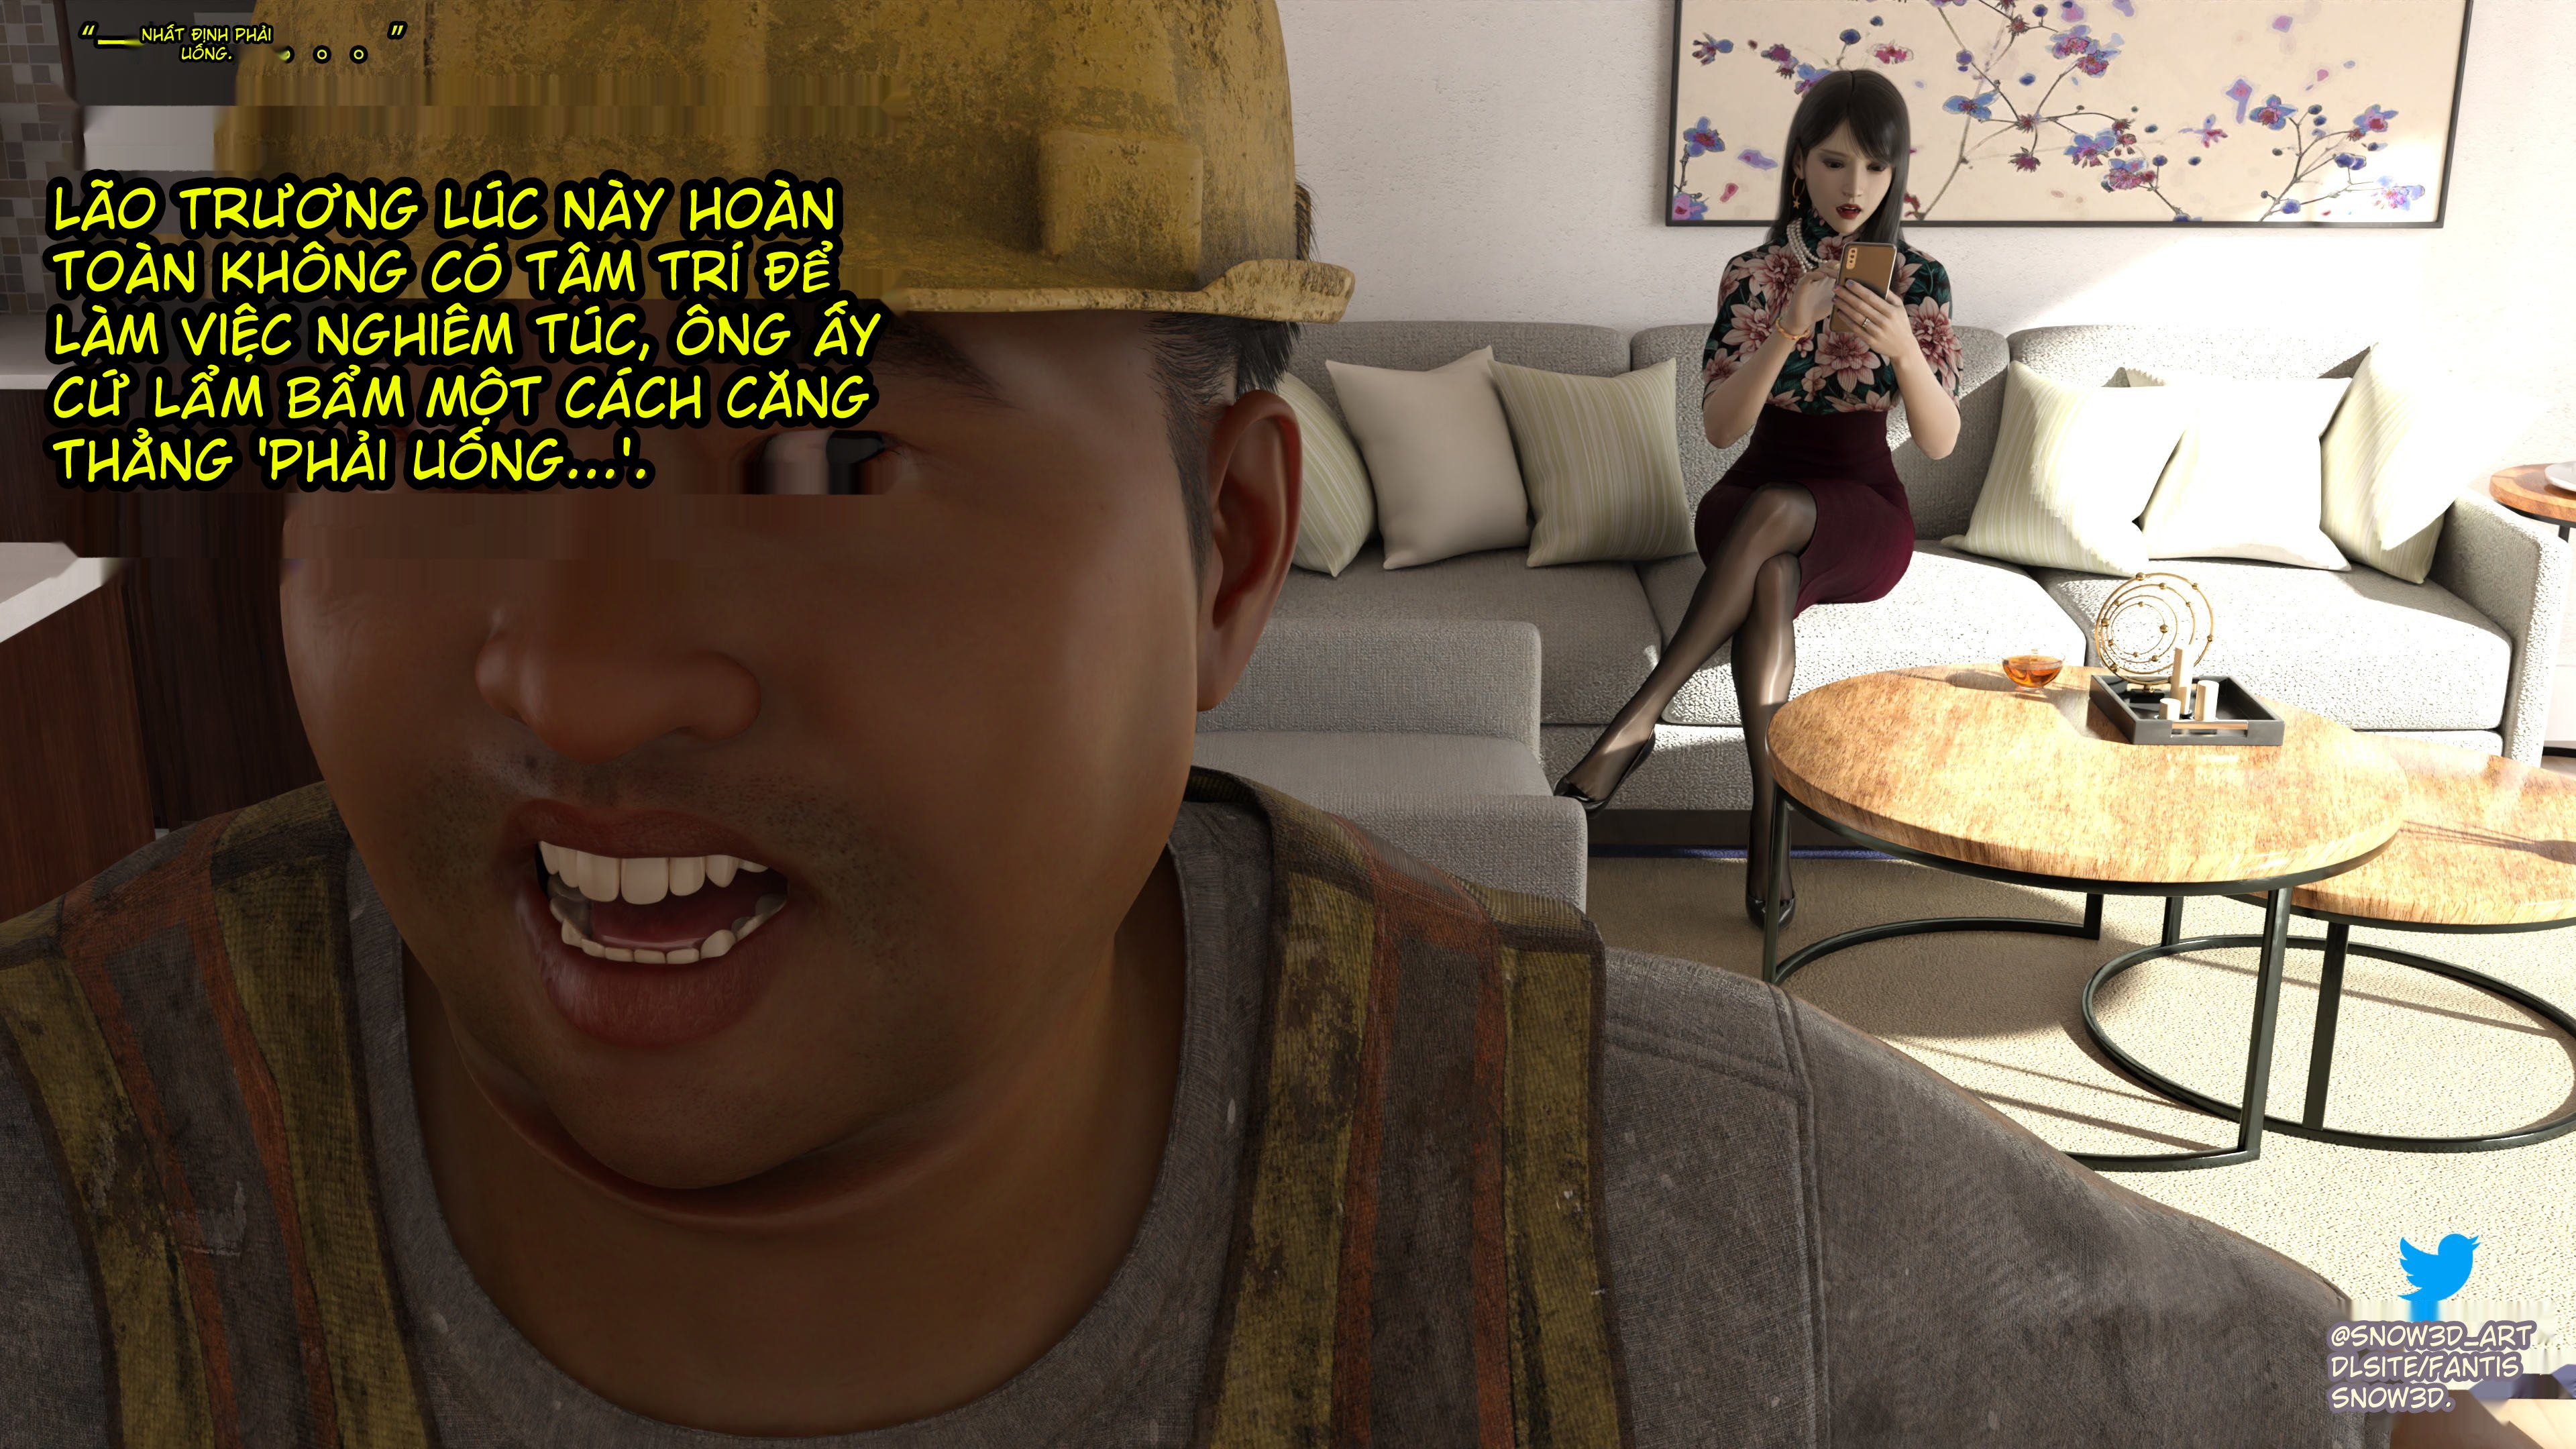 “—NHẤT ĐỊNH PHẢI
UỐNG. 。。。”
LÃO TRƯƠNG LÚC NÀY HOÀN
TOÀN KHÔNG CÓ TÂM TRÍ ĐỂ
LÀM VIỆC NGHIÊM TÚC, ÔNG ẤY
CỨ LẨM BẨM MỘT CÁCH CĂNG
THẲNG 'PHẢI UỐNG...'.
@SNOW3D_ART
DLSITE/FANTIS
SNOW3D.